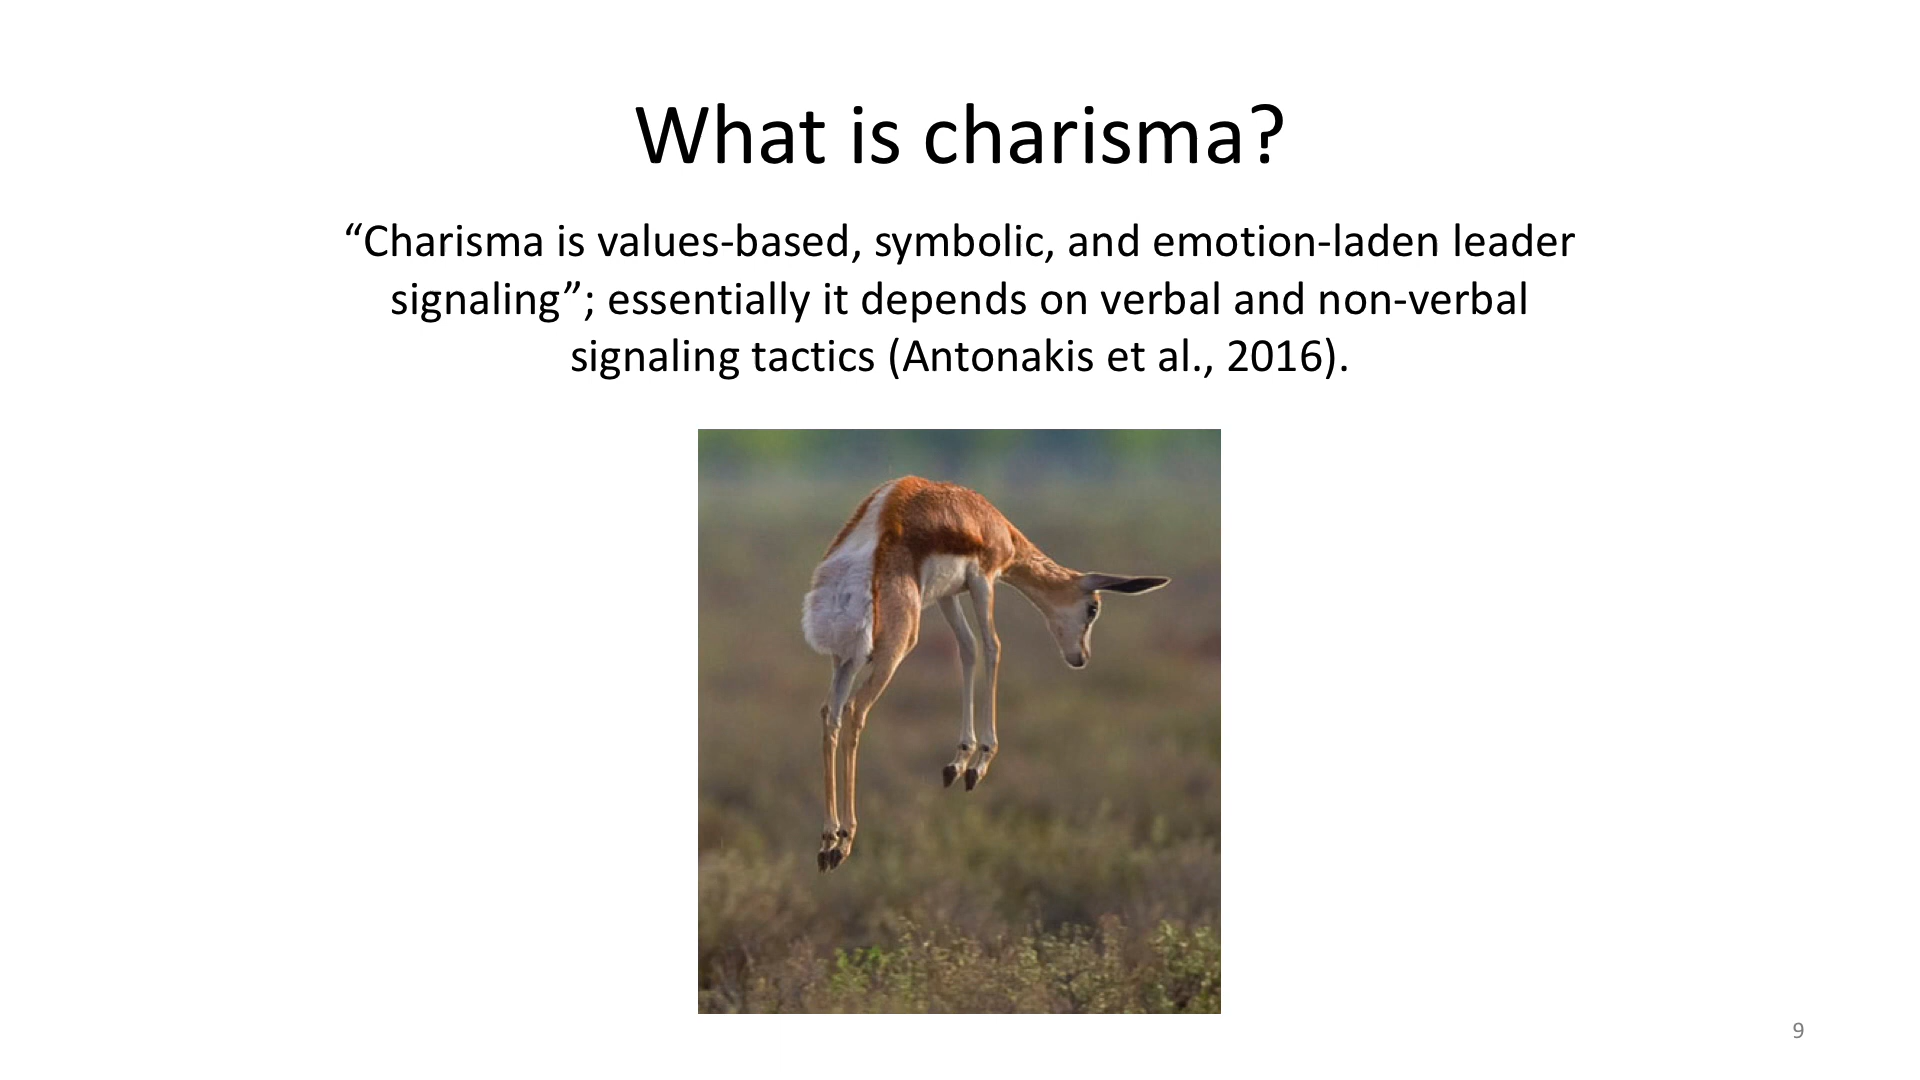 What is charisma?
“Charisma is values-based, symbolic, and emotion-laden leader
signaling”; essentially it depends on verbal and non-verbal
signaling tactics (Antonakis et al., 2016).
9